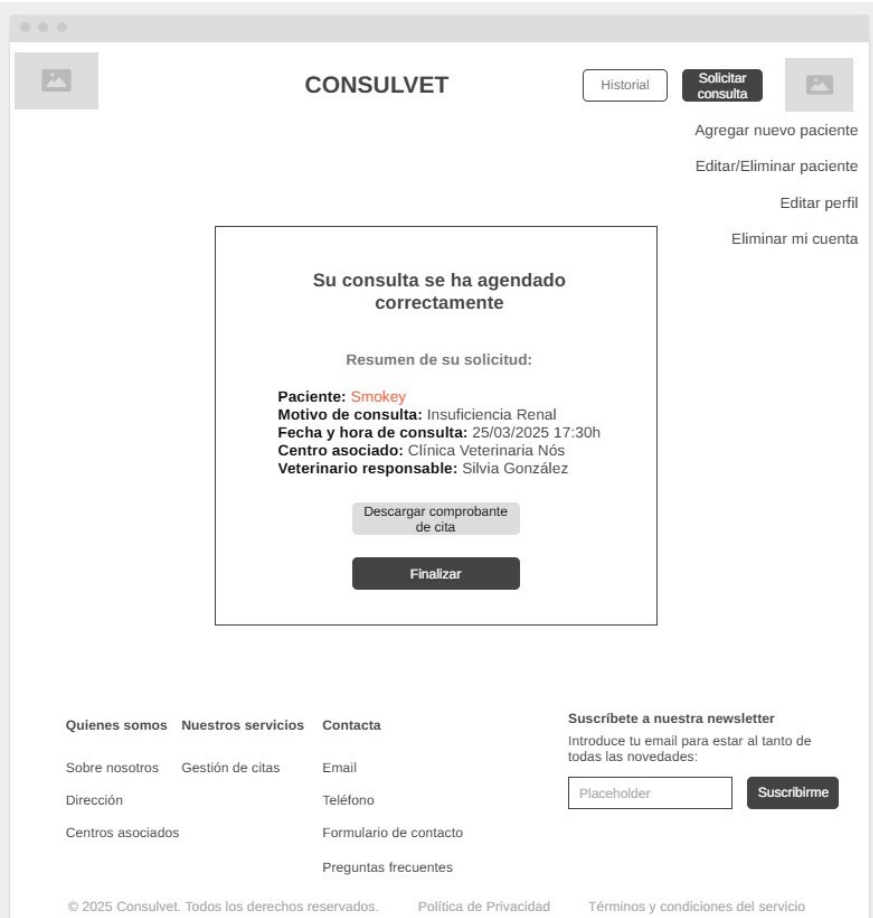 CONSULVET
Historial
Solicitar
consulta
Agregar nuevo paciente
Editar/Eliminar paciente
Editar perfil
Eliminar mi cuenta
Su consulta se ha agendado
correctamente
Resumen de su solicitud:
Paciente: Smokey
Motivo de consulta: Insuficiencia Renal
Fecha y hora de consulta: 25/03/2025 17:30h
Centro asociado: Clínica Veterinaria Nós
Veterinario responsable: Silvia González
Descargar comprobante
de cita
Finalizar
Quienes somos
Sobre nosotros
Dirección
Centros asociados
Nuestros servicios
Gestión de citas
Contacta
Email
Teléfono
Formulario de contacto
Preguntas frecuentes
Suscríbete a nuestra newsletter
Introduce tu email para estar al tanto de
todas las novedades:
Placeholder
Suscribirme
© 2025 Consulvet. Todos los derechos reservados.
Política de Privacidad
Términos y condiciones del servicio